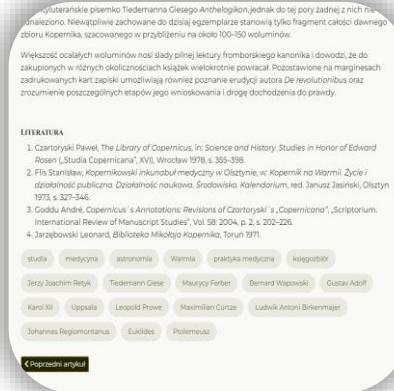 antyluterańskie pisemko Tiedemanna Giesego Anthelogikon, jednak do tej pory żadnej z nich nie
odnaleziono. Niewątpliwie zachowane do dzisiaj egzemplarze stanowią tylko fragment całości dawnego
zbioru Kopernika, szacowanego w przybliżeniu na około 100-150 woluminów.
Większość ocalałych woluminów nosi ślady pilnej lektury fromborskiego kanonika i dowodzi, że do
zakupionych w różnych okolicznościach książek wielokrotnie powracał. Pozostawione na marginesach
zadrukowanych kart zapiski umożliwiają również poznanie erudycji autora De revolutionibus oraz
zrozumienie poszczególnych etapów jego wnioskowania i drogę dochodzenia do prawdy.
LITERATURA
1. Czartoryski Paweł, The Library of Copernicus, in: Science and History. Studies in Honor of Edward
Rosen („Studia Copernicana", XVI), Wrocław 1978, s. 355-398.
2. Flis Stanisław, Kopernikowski inkunabuł medyczny w Olsztynie, w: Kopernik na Warmii. Życie i
działalność publiczna. Działalność naukowa. Środowisko. Kalendarium, red. Janusz Jasiński, Olsztyn
1973, s. 327-346.
3. Goddu André, Copernicus´s Annotations: Revisions of Czartoryski´s „Copernicana", „Scriptorium.
International Review of Manuscript Studies", Vol. 58: 2004, p. 2, s. 202-226.
4. Jarzębowski Leonard, Biblioteka Mikołaja Kopernika, Toruń 1971.
studia medycyna astronomia Warmia praktyka medyczna księgozbiór
Jerzy Joachim Retyk Tiedemann Giese Maurycy Ferber Bernard Wapowski Gustav Adolf
Karol XII Uppsala Leopold Prowe Maximilian Curtze Ludwik Antoni Birkenmajer
Johannes Regiomontanus Euklides Ptolemeusz
Poprzedni artykuł